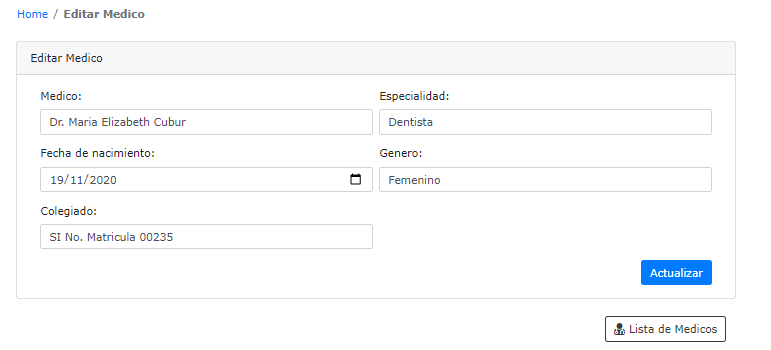 Home / Editar Medico
Editar Medico
Medico: Especialidad:
Dr. Maria Elizabeth Cubur Dentista
Fecha de nacimiento: Genero:
19/11/2020 Femenino
Colegiado:
SI No. Matricula 00235
Actualizar
Lista de Medicos